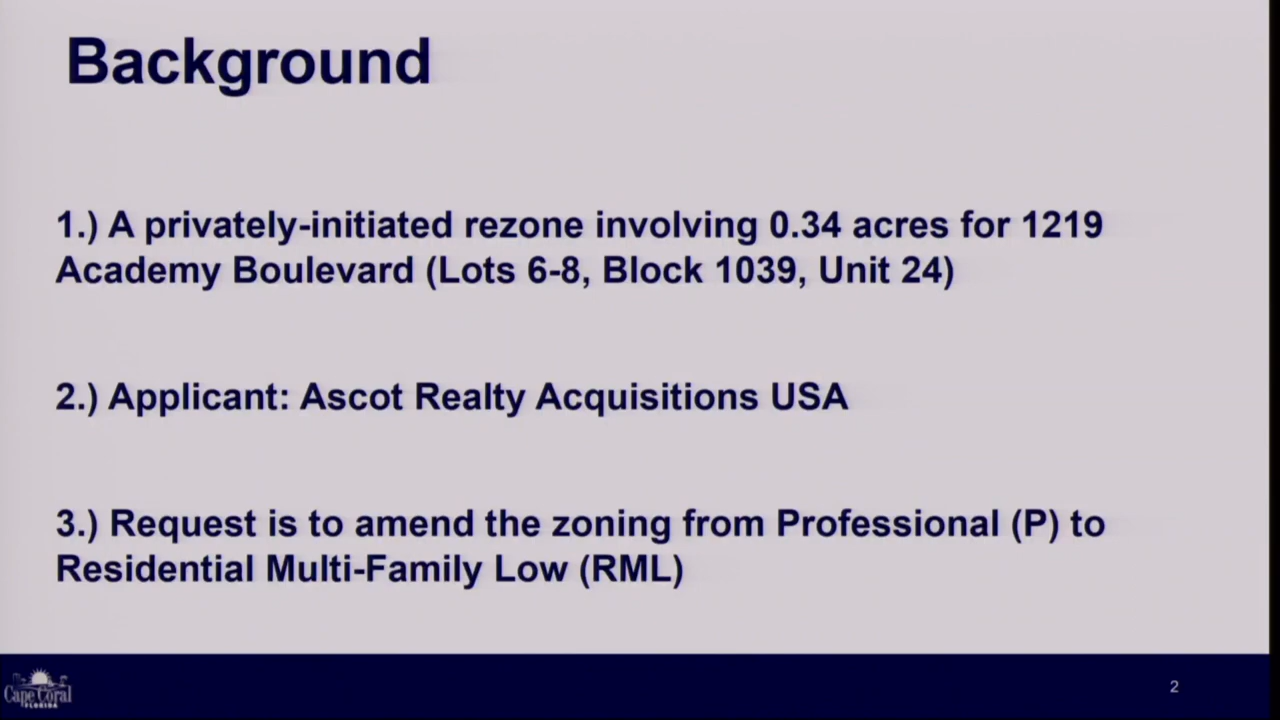 Background
1.) A privately-initiated rezone involving 0.34 acres for 1219
Academy Boulevard (Lots 6-8, Block 1039, Unit 24)
2.) Applicant: Ascot Realty Acquisitions USA
3.) Request is to amend the zoning from Professional (P) to
Residential Multi-Family Low (RML)
Cape Coral
FLORIDA
2